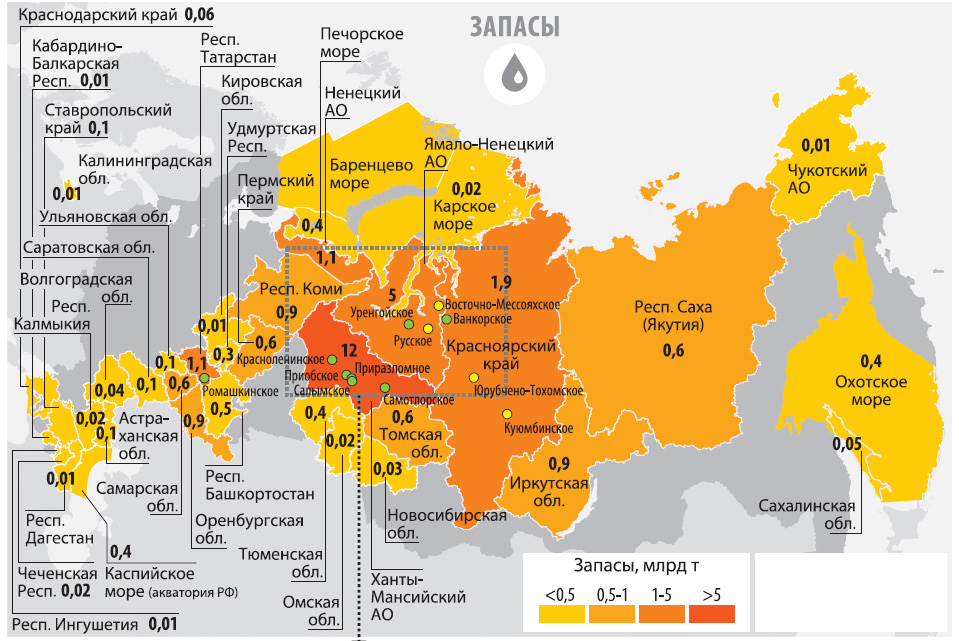 ЗАПАСЫ
Краснодарский край 0,06
Кабардино-
Балкарская
Респ. 0,01
Ставропольский
край 0,1
Калининградская
обл.
0,01
Ульяновская обл.
Саратовская обл.
Волгоградская
обл.
Респ.
Калмыкия
Респ.
Татарстан
Кировская
обл.
Удмуртская
Респ.
Пермский
край
Печорское
море
Ненецкий
АО
Ямало-Ненецкий
АО
Баренцево
море
0,02
Карское
море
0,01
Чукотский
АО
0,4
1,1
Респ. Коми
0,9
5
1,9
Уренгойское
Русское
Восточно-Мессояхское
Ванкорское
Красноярский
край
Респ. Саха
(Якутия)
0,6
0,4
Охотское
море
0,05
Сахалинская
обл.
0,01
0,3
0,6
0,1
1,1
0,6
0,1
0,04
0,02
0,1
0,01
0,9
0,5
Ромашкинское
Красноленинское
12
Приобское
Приразломное
Салымское
Самотлорское
Юрубчено-Тохомское
Куюмбинское
0,4
0,02
0,03
0,6
Томская
обл.
0,9
Иркутская
обл.
Астра-
ханская
обл.
Самарская
обл.
Респ.
Башкортостан
Оренбургская
обл.
Тюменская
обл.
Омская
обл.
Новосибирская
обл.
Ханты-
Мансийский
АО
Респ.
Дагестан
0,4
Каспийское
море (акватория РФ)
Чеченская
Респ. 0,02
Респ. Ингушетия 0,01
Запасы, млрд т
<0,5 0,5-1 1-5 >5